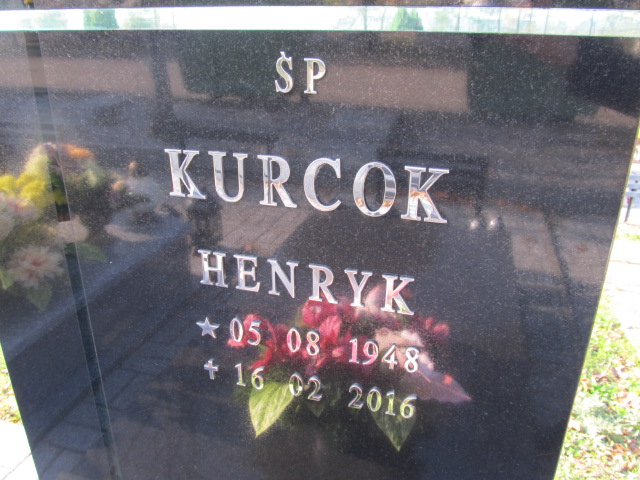 ŚP
KURCOK
HENRYK
★ 05 08 1948
✝ 16 02 2016